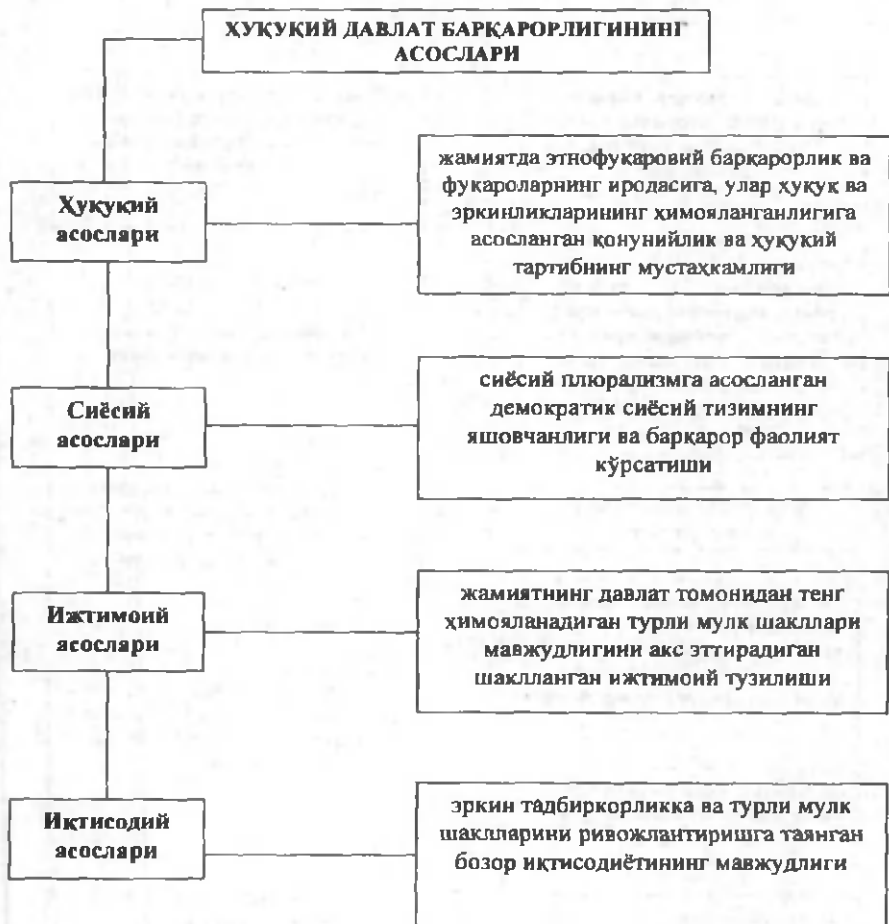 ҲУҚУҚИЙ ДАВЛАТ БАРҚАРОРЛИГИНИНГ
АСОСЛАРИ
Ҳуқуқий
асослари
жамиятда этнофуқаровий барқарорлик ва
фуқароларнинг иродасига, улар ҳуқуқ ва
эркинликларининг ҳимояланганлигига
асосланган қонунийлик ва ҳуқуқий
тартибнинг мустаҳкамлиги
Сиёсий
асослари
сиёсий плюрализмга асосланган
демократик сиёсий тизимнинг
яшовчанлиги ва барқарор фаолият
кўрсатиши
Ижтимоий
асослари
жамиятнинг давлат томонидан тенг
ҳимояланадиган турли мулк шакллари
мавжудлигини акс эттирадиган
шаклланган ижтимоий тузилиши
Иқтисодий
асослари
эркин тадбиркорликка ва турли мулк
шаклларини ривожлантиришга таянган
бозор иқтисодиётининг мавжудлиги